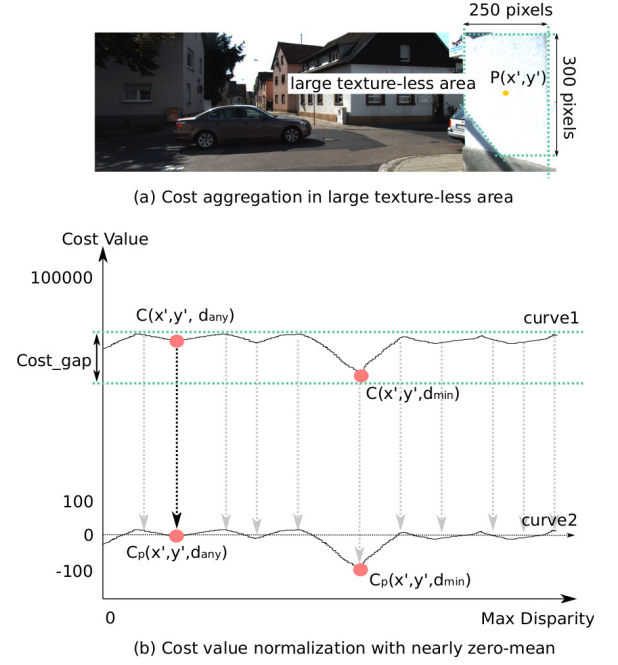 250 pixels
large texture-less area
P(x',y')
300 pixels
(a) Cost aggregation in large texture-less area
Cost Value
100000
C(x',y', dany)
curve1
Cost_gap
C(x',y',dmin)
100
0
curve2
Cp(x',y',dany)
-100
Cp(x',y',dmin)
0
Max Disparity
(b) Cost value normalization with nearly zero-mean